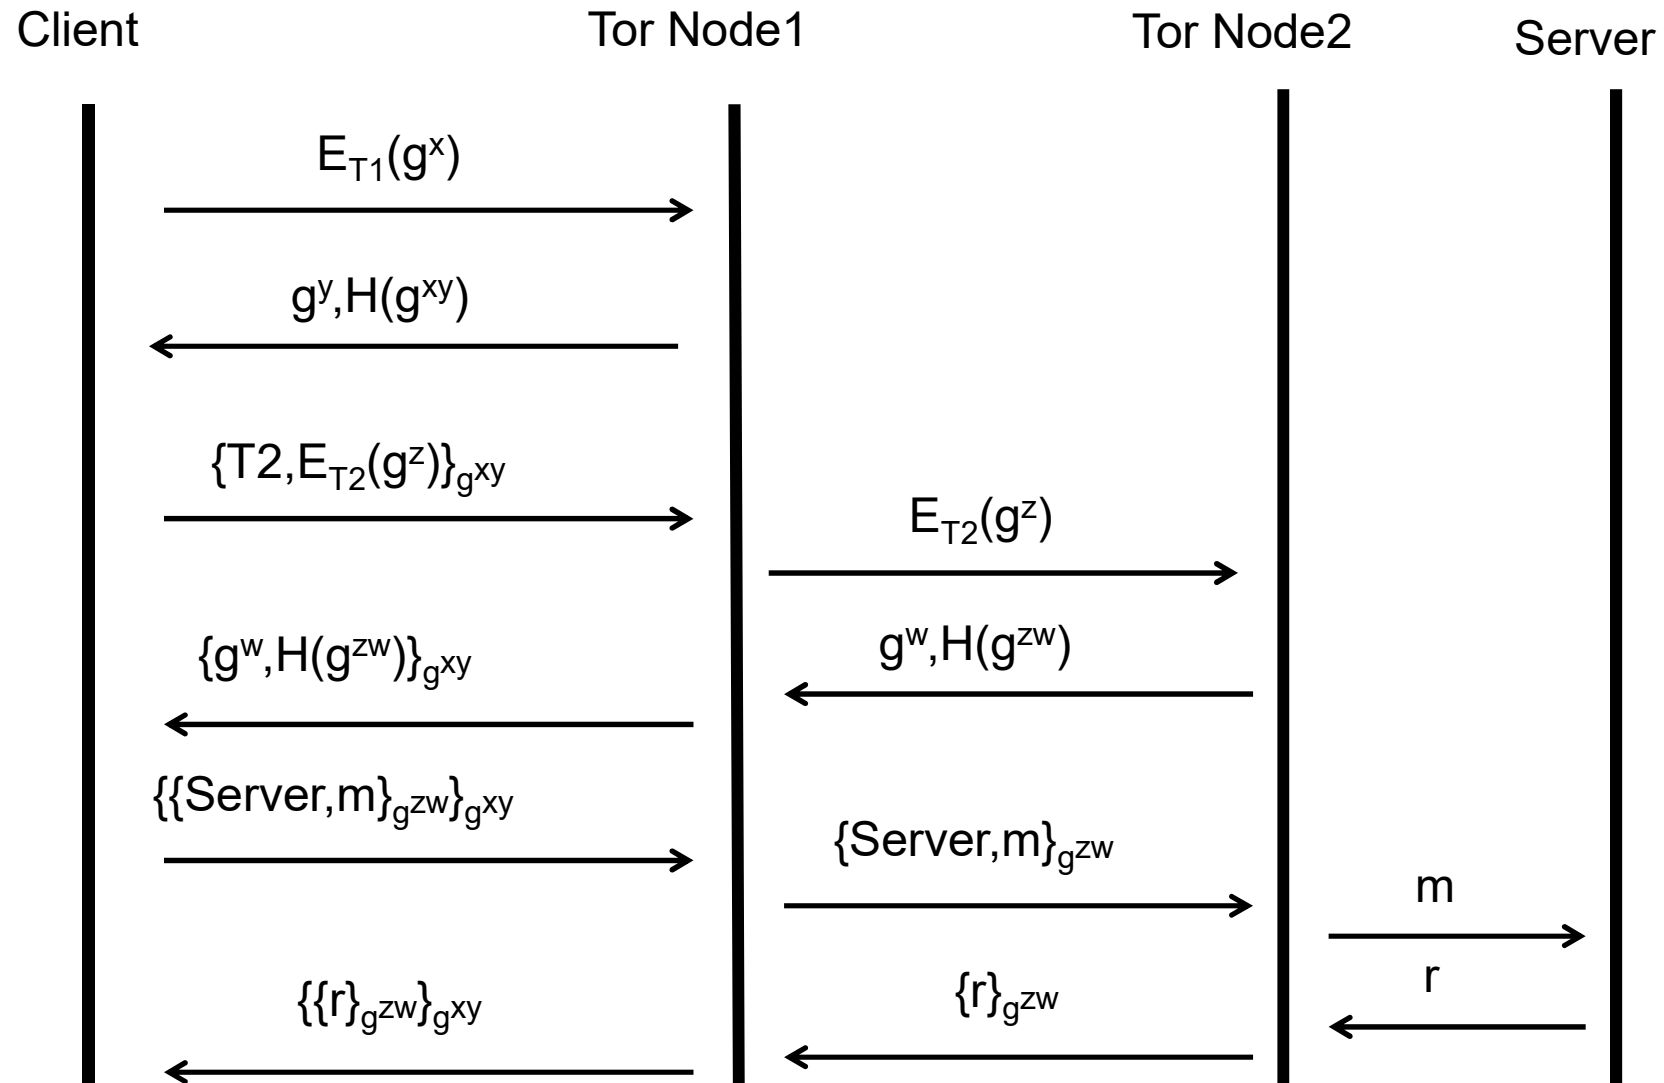 Client
Tor Node1
Tor Node2
Server
E_T1(g^x)
g^y,H(g^xy)
{T2,E_T2(g^z)}_g^xy
E_T2(g^z)
g^w,H(g^zw)
{g^w,H(g^zw)}_g^xy
{{Server,m}_g^zw}_g^xy
{Server,m}_g^zw
m
r
{r}_g^zw
{{r}_g^zw}_g^xy